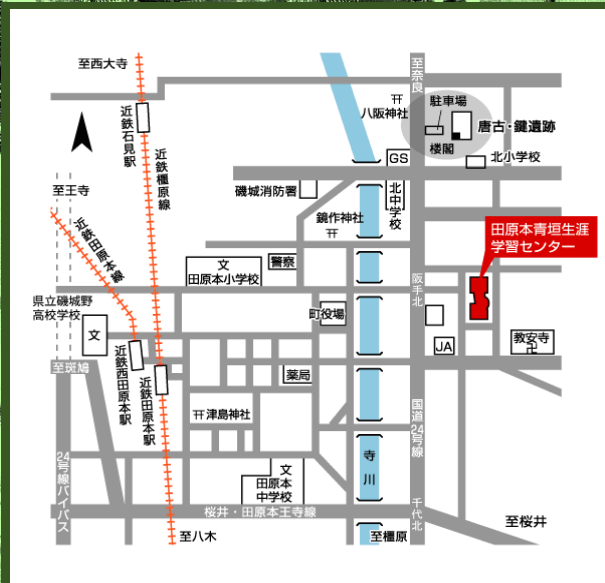 至西大寺
至奈良
近鉄石見駅
八阪神社
駐車場
唐古・鍵遺跡
楼閣
GS
北小学校
近鉄橿原線
至王寺
磯城消防署
北中学校
鏡作神社
田原本青垣生涯
学習センター
近鉄田原本線
文
田原本小学校
警察
阪手北
県立磯城野
高校学校
文
町役場
JA
教安寺
卍
至斑鳩
近鉄西田原本駅
近鉄田原本駅
薬局
津島神社
国道24号線
24号線バイパス
文
田原本
中学校
寺川
桜井・田原本王寺線
千代北
至桜井
至八木
至橿原